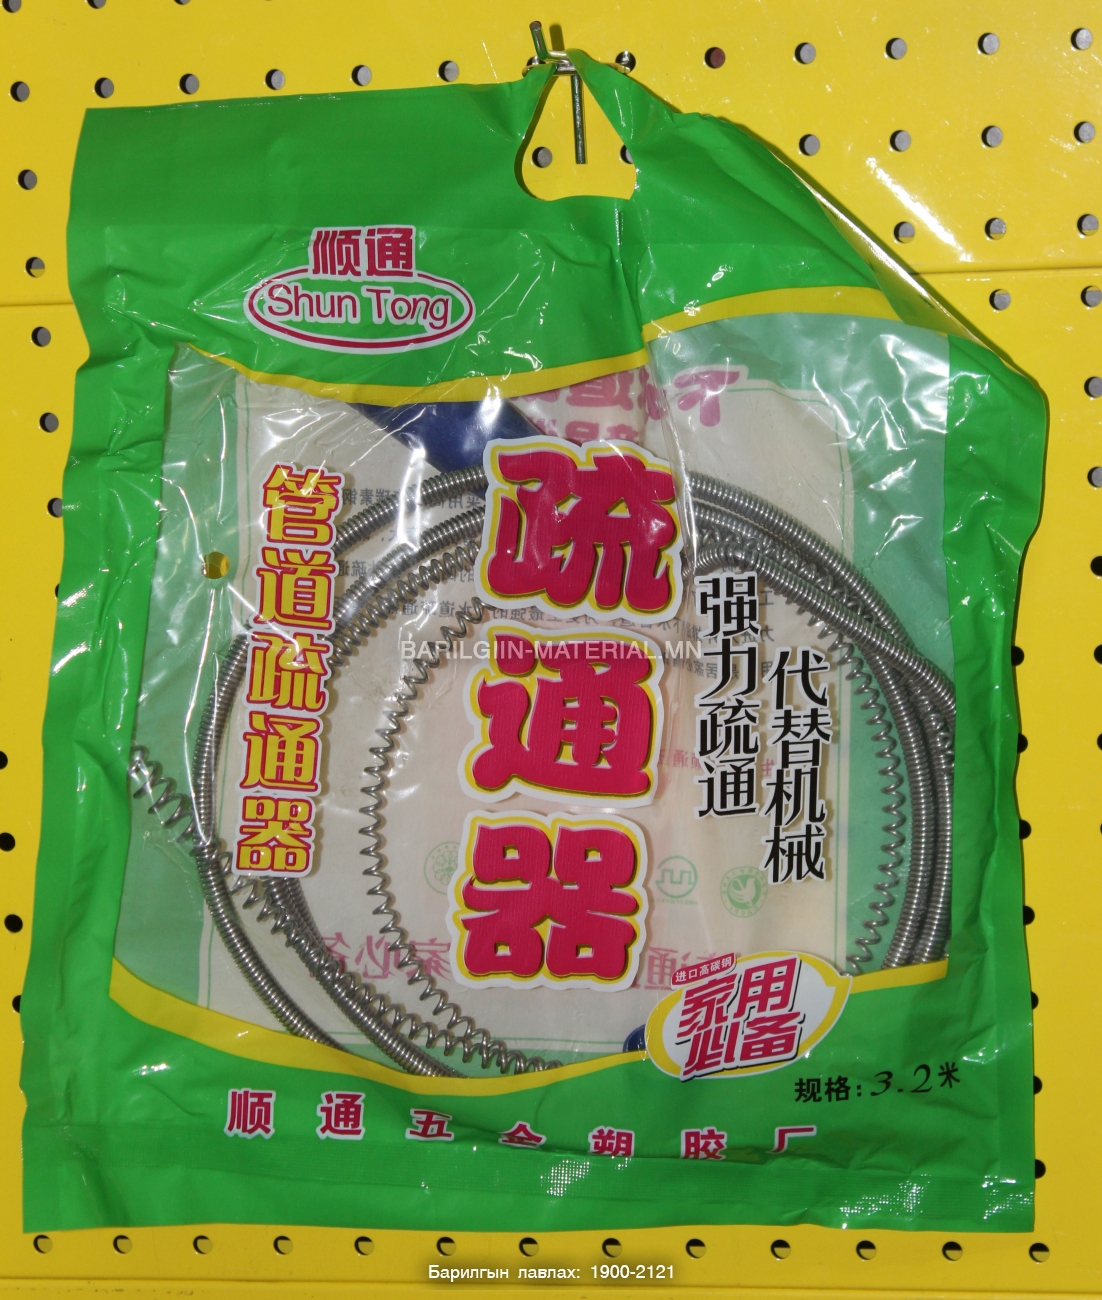 顺通
Shun Tong
管道疏通器
疏通器
强力疏通
代替机械
BARILGIIN-MATERIAL.MN
进口高碳钢
家用
必备
规格:3.2米
顺通五金塑胶厂
Барилгын лавлах: 1900-2121